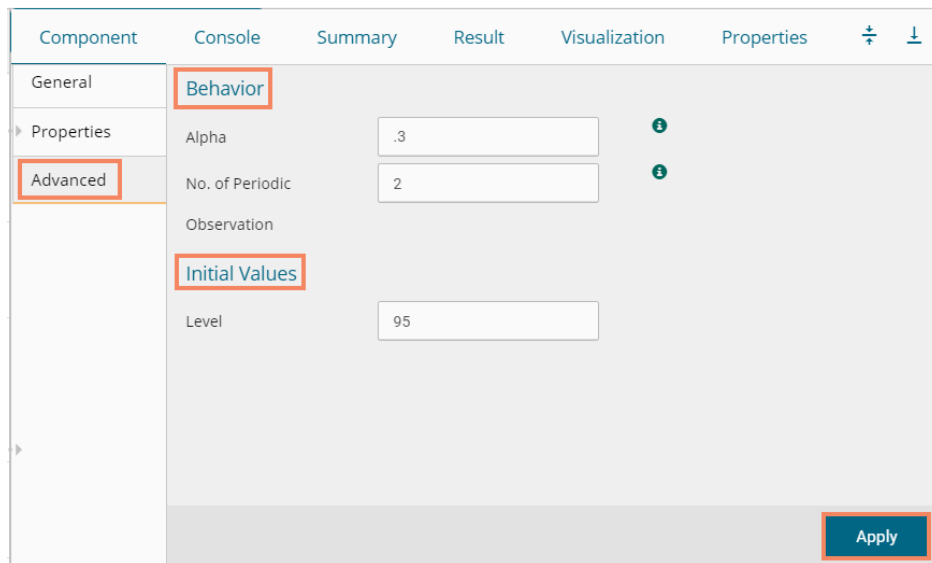 Component Console Summary Result Visualization Properties
General
Properties
Advanced
Behavior
Alpha .3
No. of Periodic 2
Observation
Initial Values
Level 95
Apply